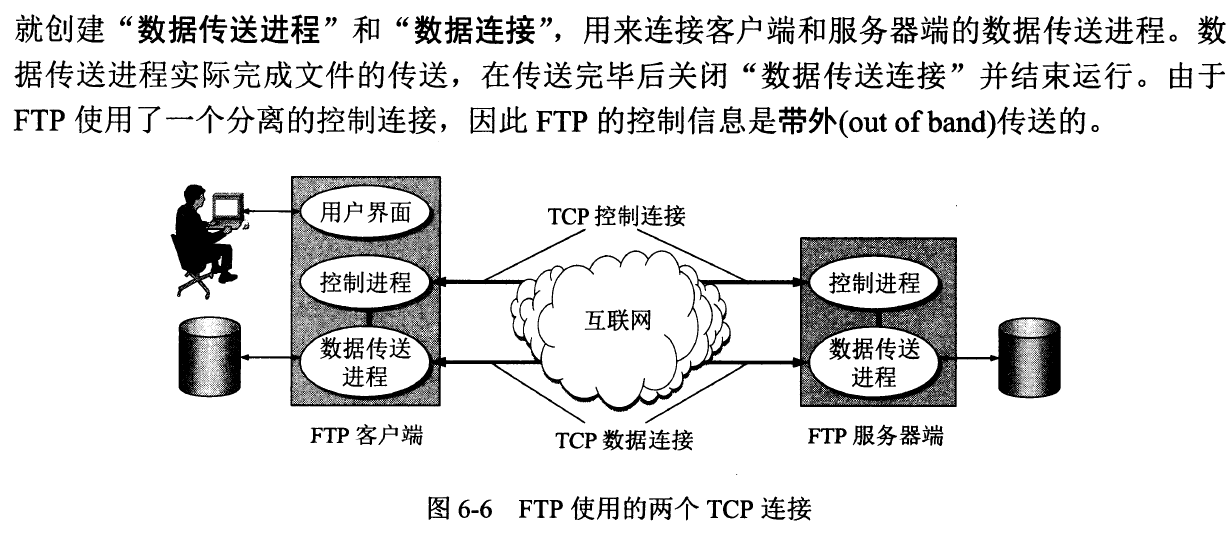 就创建“数据传送进程”和“数据连接”，用来连接客户端和服务器端的数据传送进程。数
据传送进程实际完成文件的传送，在传送完毕后关闭“数据传送连接”并结束运行。由于
FTP 使用了一个分离的控制连接，因此 FTP 的控制信息是带外(out of band)传送的。
用户界面
TCP 控制连接
控制进程
互联网
控制进程
数据传送
进程
数据传送
进程
FTP 客户端
TCP 数据连接
FTP 服务器端
图 6-6 FTP 使用的两个 TCP 连接